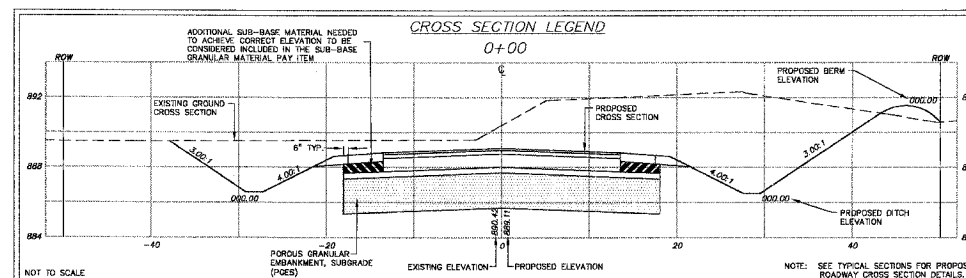 CROSS SECTION LEGEND
0+00
ADDITIONAL SUB-BASE MATERIAL NEEDED
TO ACHIEVE CORRECT ELEVATION TO BE
CONSIDERED INCLUDED IN THE SUB-BASE
GRANULAR MATERIAL PAY ITEM
ROW
℄
ROW
PROPOSED BERM
ELEVATION
892
EXISTING GROUND
CROSS SECTION
PROPOSED
CROSS SECTION
000.00
6" TYP.
888
3.00:1
4.00:1
4.00:1
3.00:1
000.00
000.00
PROPOSED DITCH
ELEVATION
884
-40
-20
0
20
40
890.42
889.11
POROUS GRANULAR
EMBANKMENT, SUBGRADE
(PGES)
EXISTING ELEVATION
PROPOSED ELEVATION
NOT TO SCALE
NOTE: SEE TYPICAL SECTIONS FOR PROPOS
ROADWAY CROSS SECTION DETAILS.